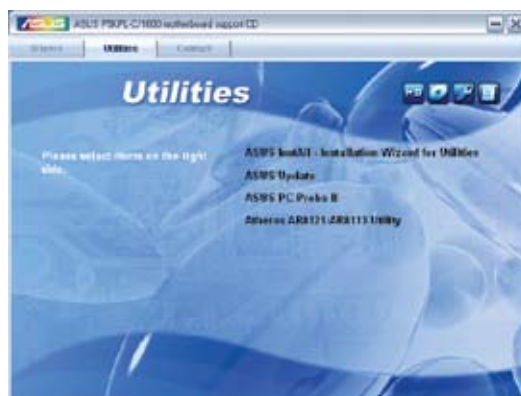 ASUS P5KPL-C/1600 motherboard support CD
Drivers Utilities Contact
Utilities
Please select items on the right side.
ASUS InstAll - Installation Wizard for Utilities
ASUS Update
ASUS PC Probe II
Atheros AR8121/AR8113 Utility